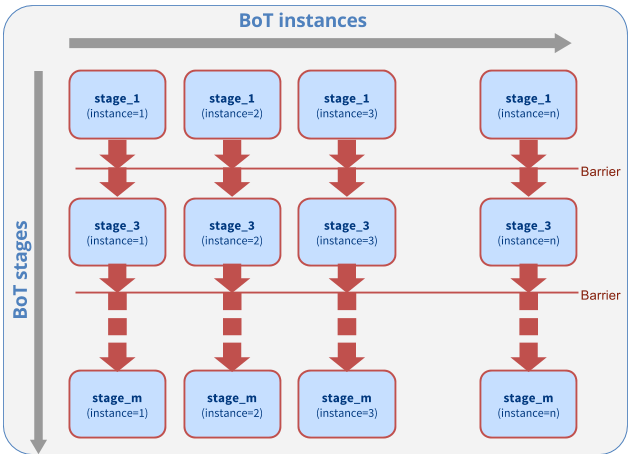 BoT instances
BoT stages
stage_1
(instance=1)
stage_1
(instance=2)
stage_1
(instance=3)
stage_1
(instance=n)
Barrier
stage_3
(instance=1)
stage_3
(instance=2)
stage_3
(instance=3)
stage_3
(instance=n)
Barrier
stage_m
(instance=1)
stage_m
(instance=2)
stage_m
(instance=3)
stage_m
(instance=n)